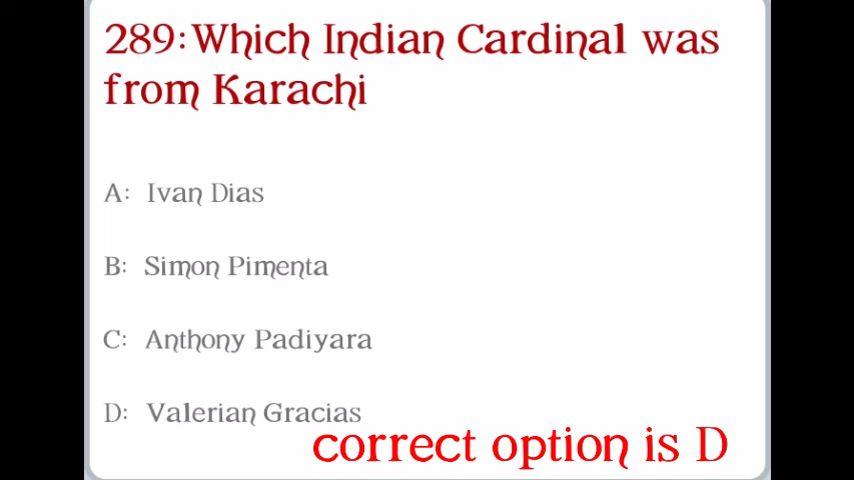 289:Which Indian Cardinal was
from Karachi
A: Ivan Dias
B: Simon Pimenta
C: Anthony Padiyara
D: Valerian Gracias
correct option is D